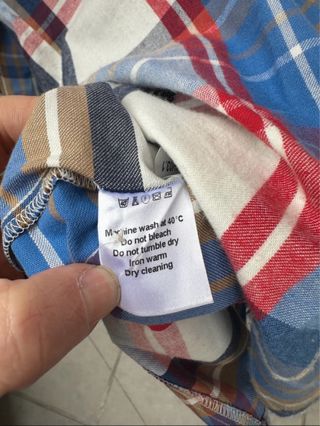 Machine wash at 40°C
Do not bleach
Do not tumble dry
Iron warm
Dry cleaning